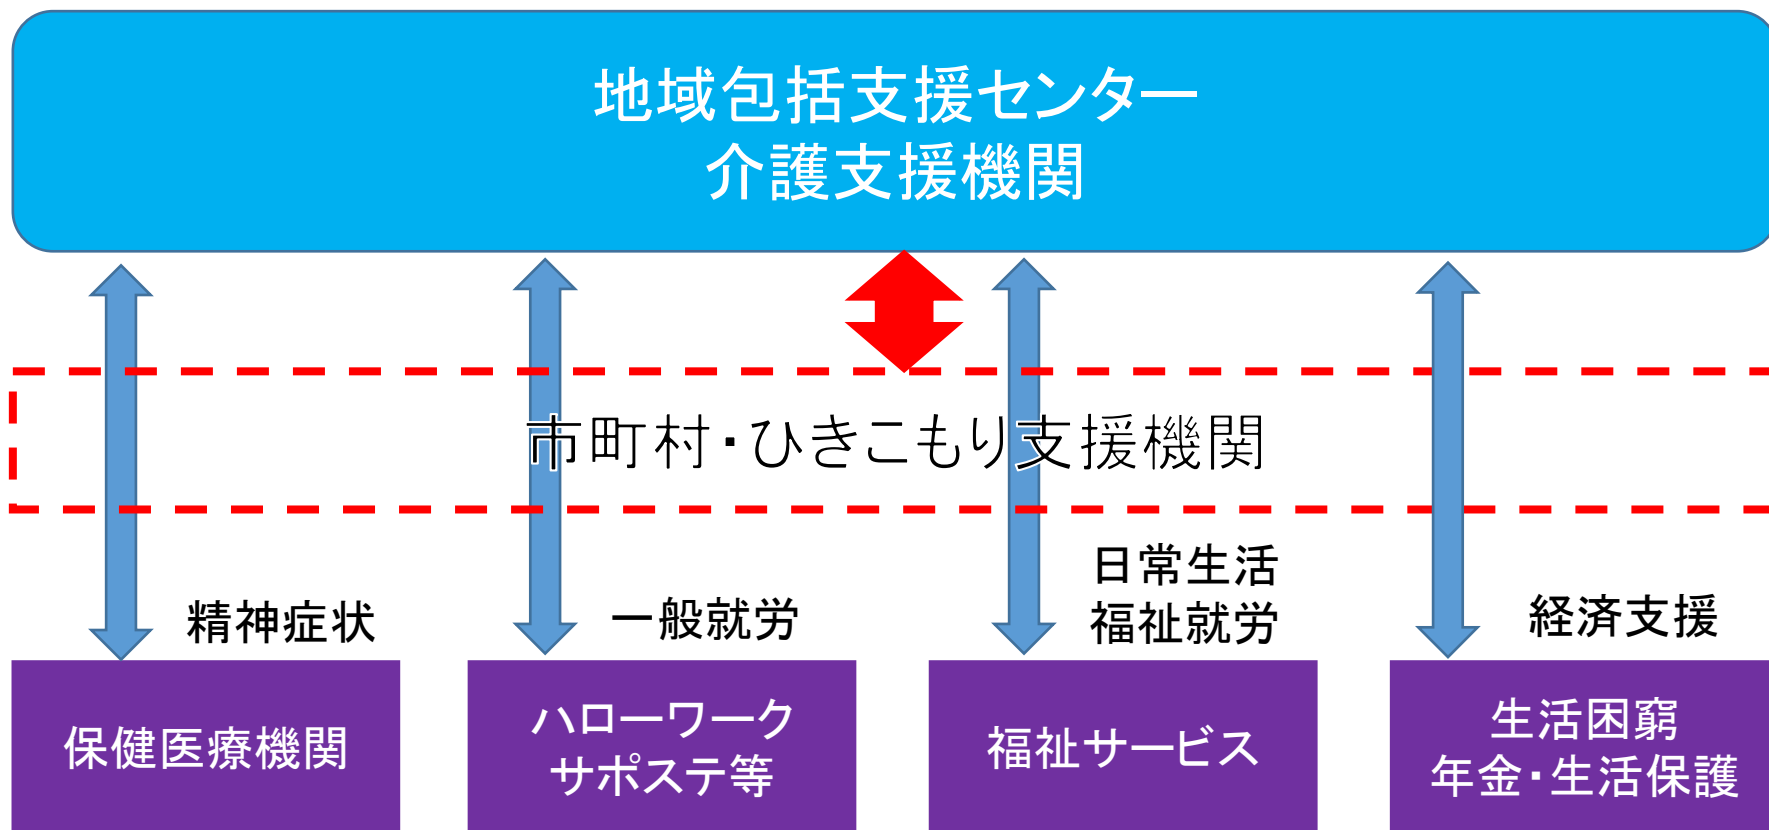 地域包括支援センター
介護支援機関
市町村・ひきこもり支援機関
精神症状
一般就労
日常生活
福祉就労
経済支援
保健医療機関
ハローワーク
サポステ等
福祉サービス
生活困窮
年金・生活保護